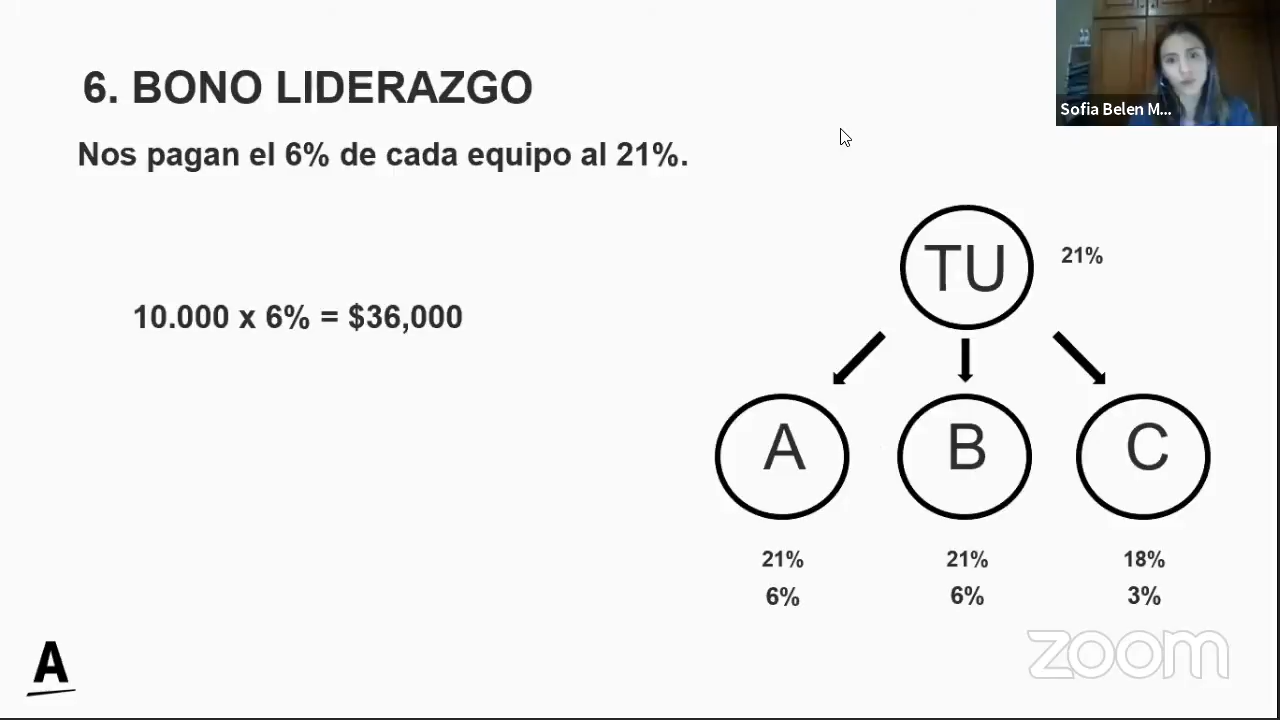 6. BONO LIDERAZGO
Nos pagan el 6% de cada equipo al 21%.
Sofia Belen M...
TU
21%
10.000 x 6% = $36,000
A
B
C
21%
21%
18%
6%
6%
3%
A
zoom